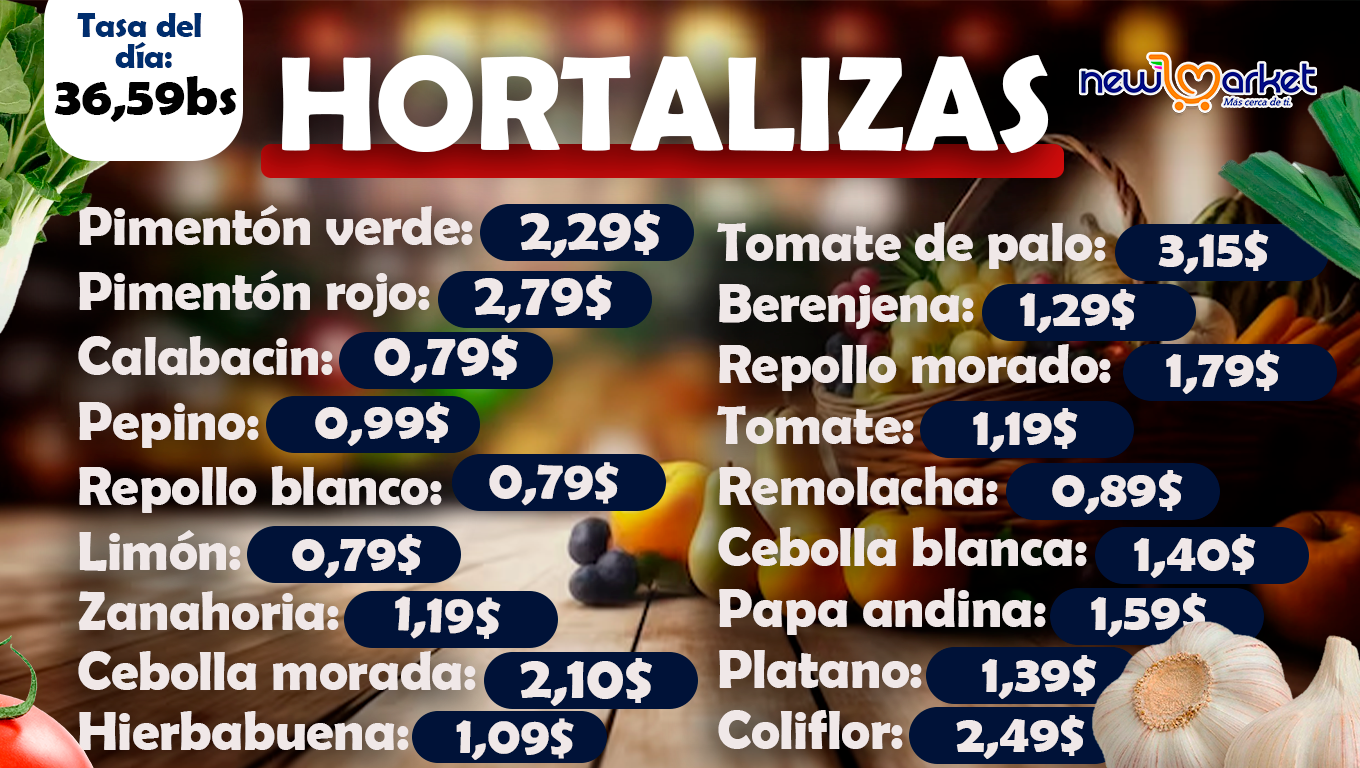 Tasa del
día:
36,59bs
HORTALIZAS
new market
Más cerca de ti.
Pimentón verde: 2,29$
Pimentón rojo: 2,79$
Calabacin: 0,79$
Pepino: 0,99$
Repollo blanco: 0,79$
Limón: 0,79$
Zanahoria: 1,19$
Cebolla morada: 2,10$
Hierbabuena: 1,09$
Tomate de palo: 3,15$
Berenjena: 1,29$
Repollo morado: 1,79$
Tomate: 1,19$
Remolacha: 0,89$
Cebolla blanca: 1,40$
Papa andina: 1,59$
Platano: 1,39$
Coliflor: 2,49$